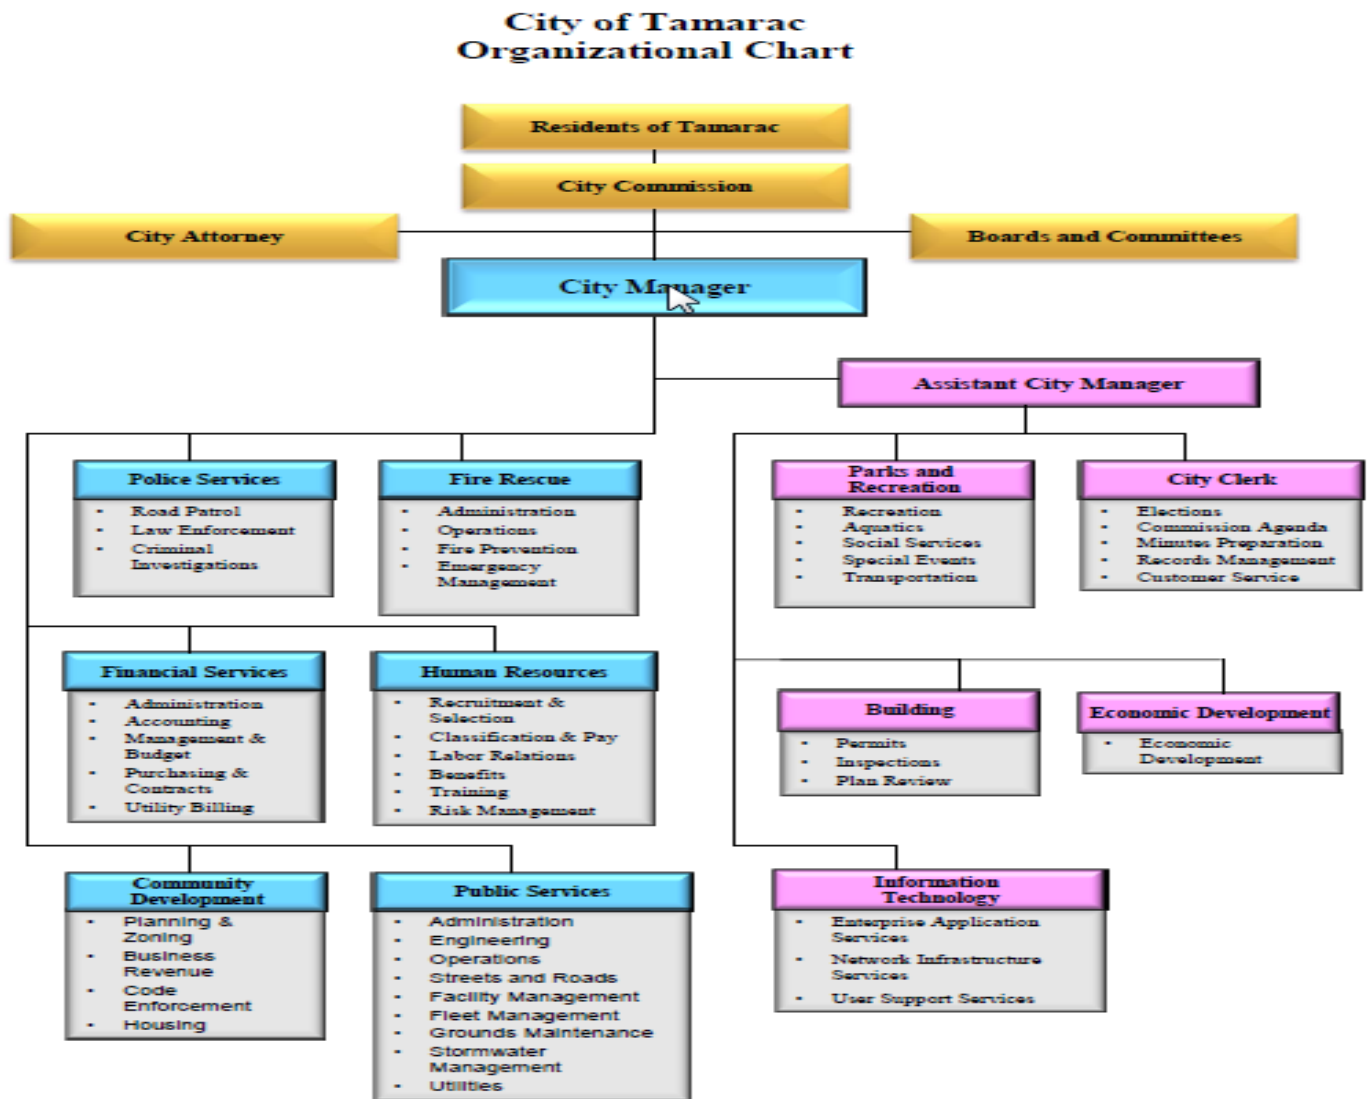 City of Tamarac
Organizational Chart
Residents of Tamarac
City Commission
City Attorney
Boards and Committees
City Manager
Assistant City Manager
Police Services
• Road Patrol
• Law Enforcement
• Criminal
Investigations
Fire Rescue
• Administration
• Operations
• Fire Prevention
• Emergency
Management
Parks and
Recreation
• Recreation
• Aquatics
• Social Services
• Special Events
• Transportation
City Clerk
• Elections
• Commission Agenda
• Minutes Preparation
• Records Management
• Customer Service
Financial Services
• Administration
• Accounting
• Management &
Budget
• Purchasing &
Contracts
• Utility Billing
Human Resources
• Recruitment &
Selection
• Classification & Pay
• Labor Relations
• Benefits
• Training
• Risk Management
Building
• Permits
• Inspections
• Plan Review
Economic Development
• Economic
Development
Community
Development
• Planning &
Zoning
• Business
Revenue
• Code
Enforcement
• Housing
Public Services
• Administration
• Engineering
• Operations
• Streets and Roads
• Facility Management
• Fleet Management
• Grounds Maintenance
• Stormwater
Management
• Utilities
Information
Technology
• Enterprise Application
Services
• Network Infrastructure
Services
• User Support Services